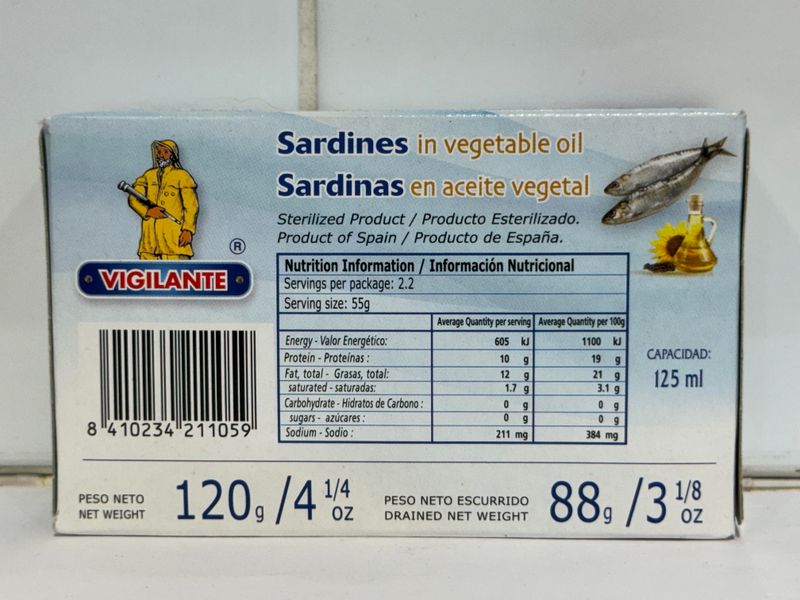 Sardines in vegetable oil
Sardinas en aceite vegetal
Sterilized Product / Producto Esterilizado.
Product of Spain / Producto de España.
®
VIGILANTE
Nutrition Information / Información Nutricional
Servings per package: 2.2
Serving size: 55g
Average Quantity per serving Average Quantity per 100g
Energy - Valor Energético: 605 kJ 1100 kJ
Protein - Proteínas : 10 g 19 g
Fat, total - Grasas, total: 12 g 21 g
saturated - saturadas: 1.7 g 3.1 g
Carbohydrate - Hidratos de Carbono : 0 g 0 g
sugars - azúcares : 0 g 0 g
Sodium - Sodio : 211 mg 384 mg
CAPACIDAD:
125 ml
8 410234 211059
PESO NETO
NET WEIGHT
120g /4 1/4 oz
PESO NETO ESCURRIDO
DRAINED NET WEIGHT
88g /3 1/8 oz